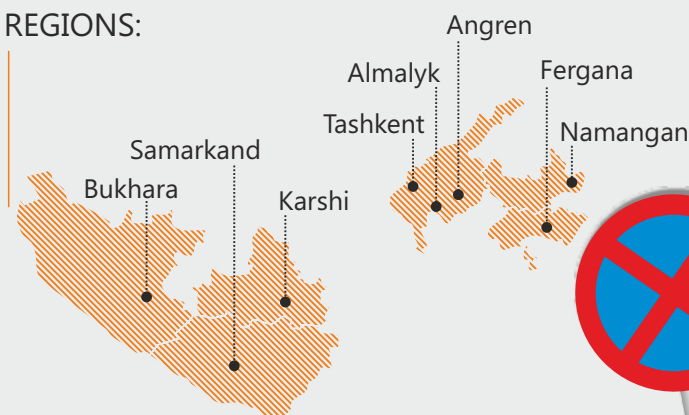 REGIONS:
Angren
Almalyk
Fergana
Tashkent
Namangan
Samarkand
Bukhara
Karshi